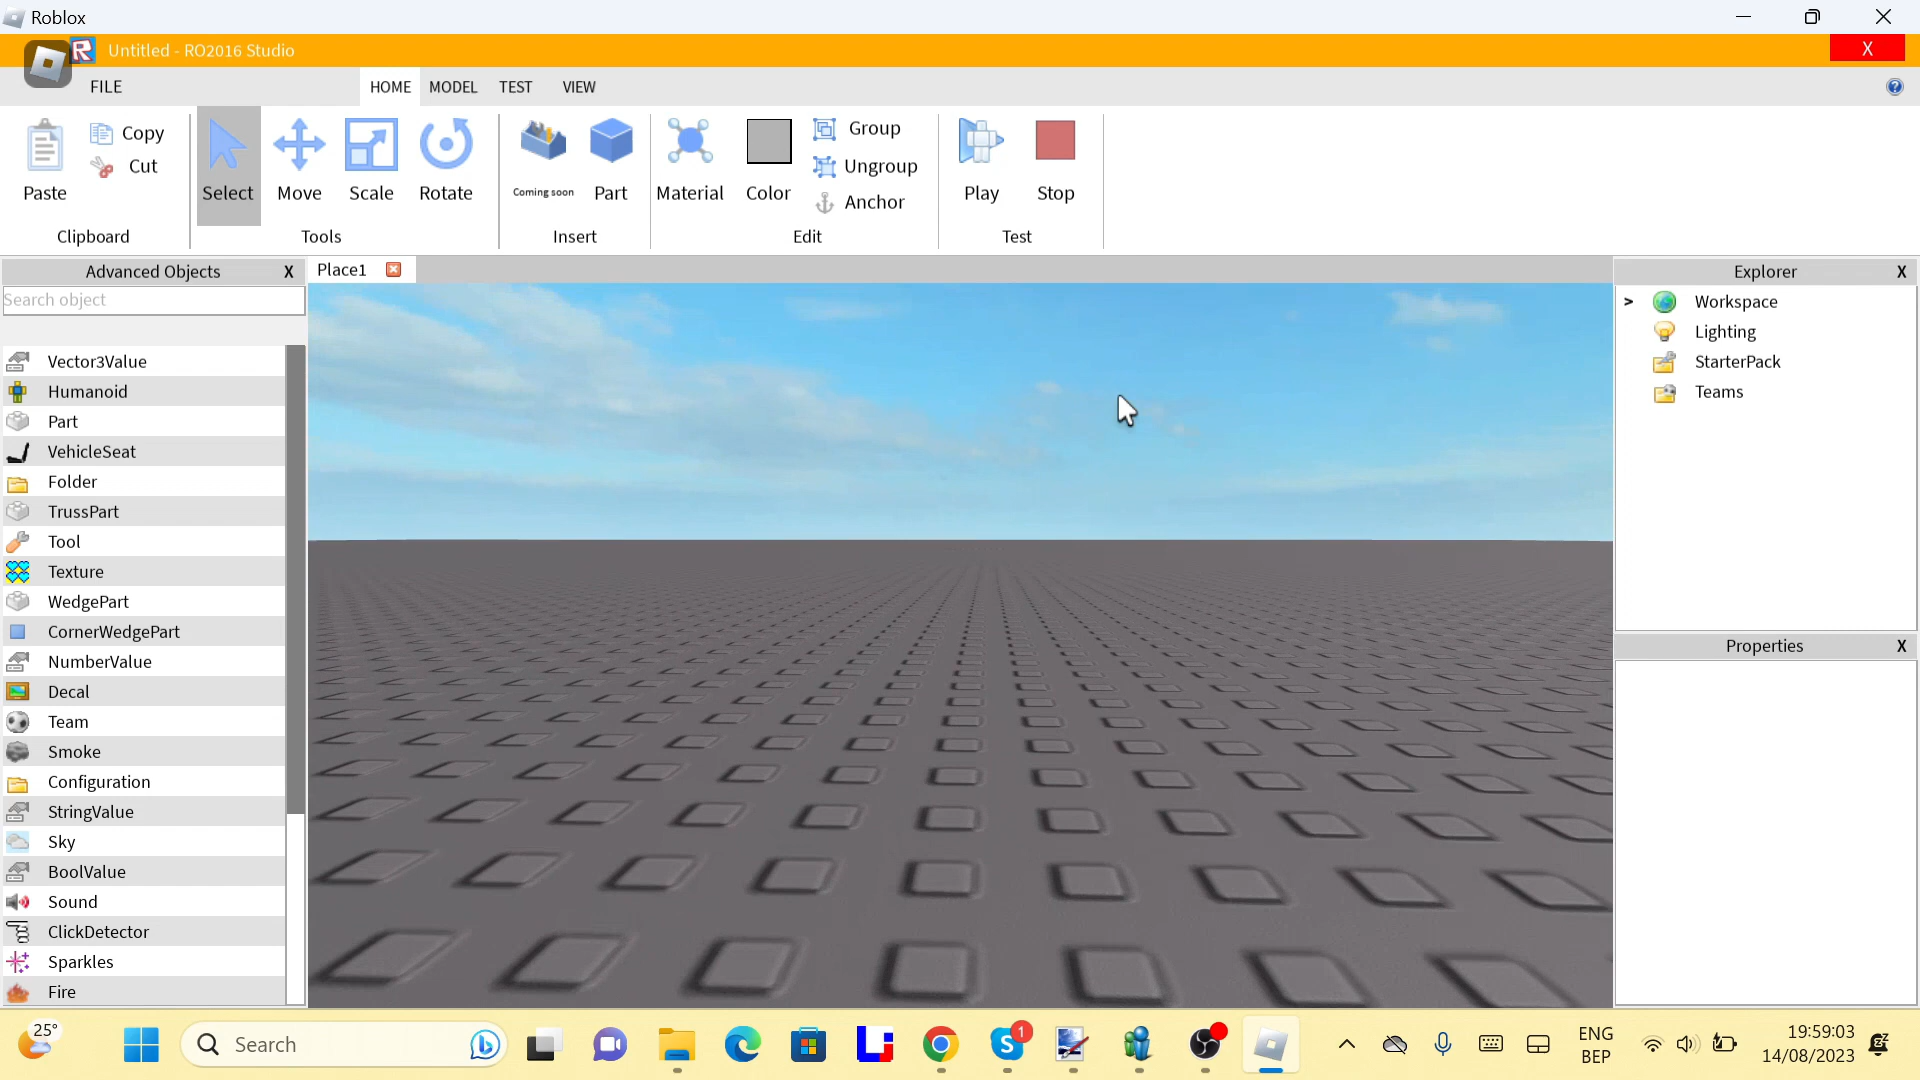 Roblox
Untitled - RO2016 Studio
X
FILE
HOME
MODEL
TEST
VIEW
Paste
Copy
Cut
Clipboard
Select
Move
Scale
Rotate
Tools
Coming soon
Part
Insert
Material
Color
Group
Ungroup
Anchor
Edit
Play
Stop
Test
Advanced Objects X
Search object
Vector3Value
Humanoid
Part
VehicleSeat
Folder
TrussPart
Tool
Texture
WedgePart
CornerWedgePart
NumberValue
Decal
Team
Smoke
Configuration
StringValue
Sky
BoolValue
Sound
ClickDetector
Sparkles
Fire
Place1
Explorer X
> Workspace
Lighting
StarterPack
Teams
Properties X
25°
Search
1
ENG
BEP
19:59:03
14/08/2023